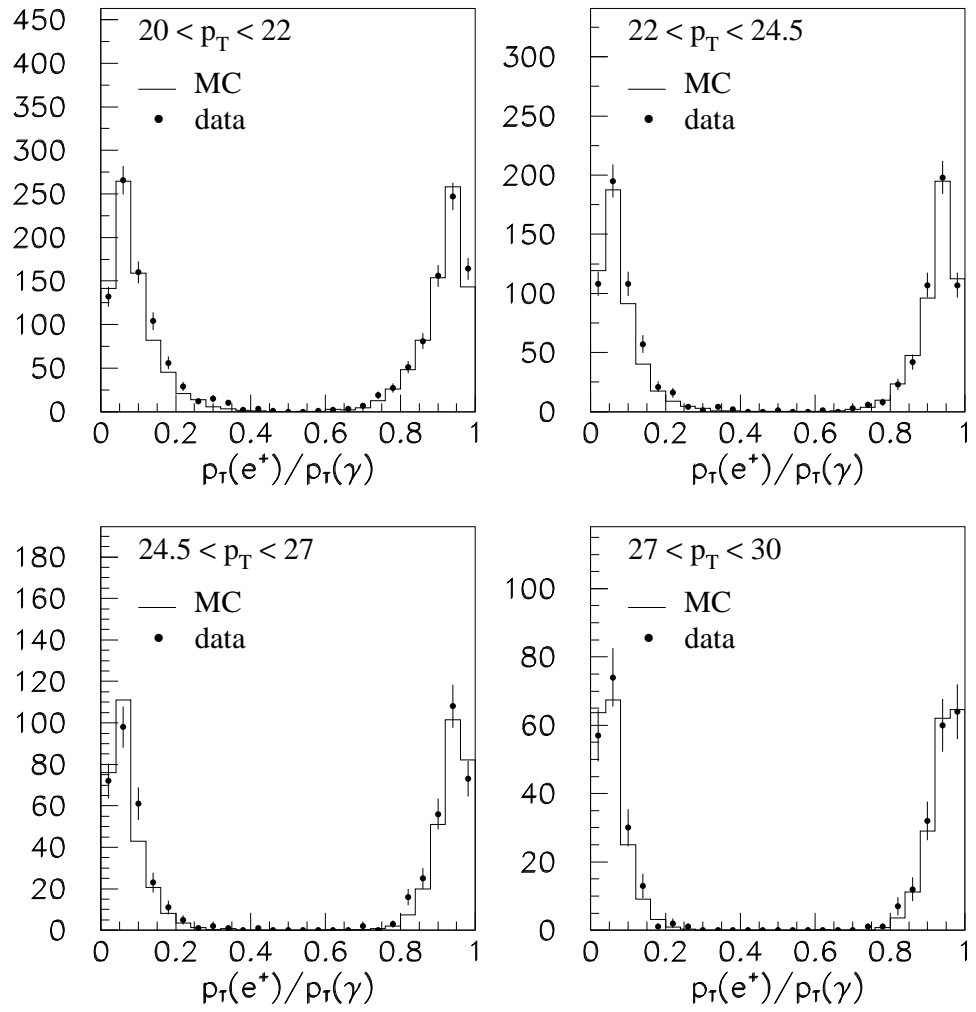 20 < p_T < 22
MC
data
450
400
350
300
250
200
150
100
50
0
0 0.2 0.4 0.6 0.8 1
p_T(e⁺)/p_T(γ)
22 < p_T < 24.5
MC
data
300
250
200
150
100
50
0
0 0.2 0.4 0.6 0.8 1
p_T(e⁺)/p_T(γ)
24.5 < p_T < 27
MC
data
180
160
140
120
100
80
60
40
20
0
0 0.2 0.4 0.6 0.8 1
p_T(e⁺)/p_T(γ)
27 < p_T < 30
MC
data
100
80
60
40
20
0
0 0.2 0.4 0.6 0.8 1
p_T(e⁺)/p_T(γ)